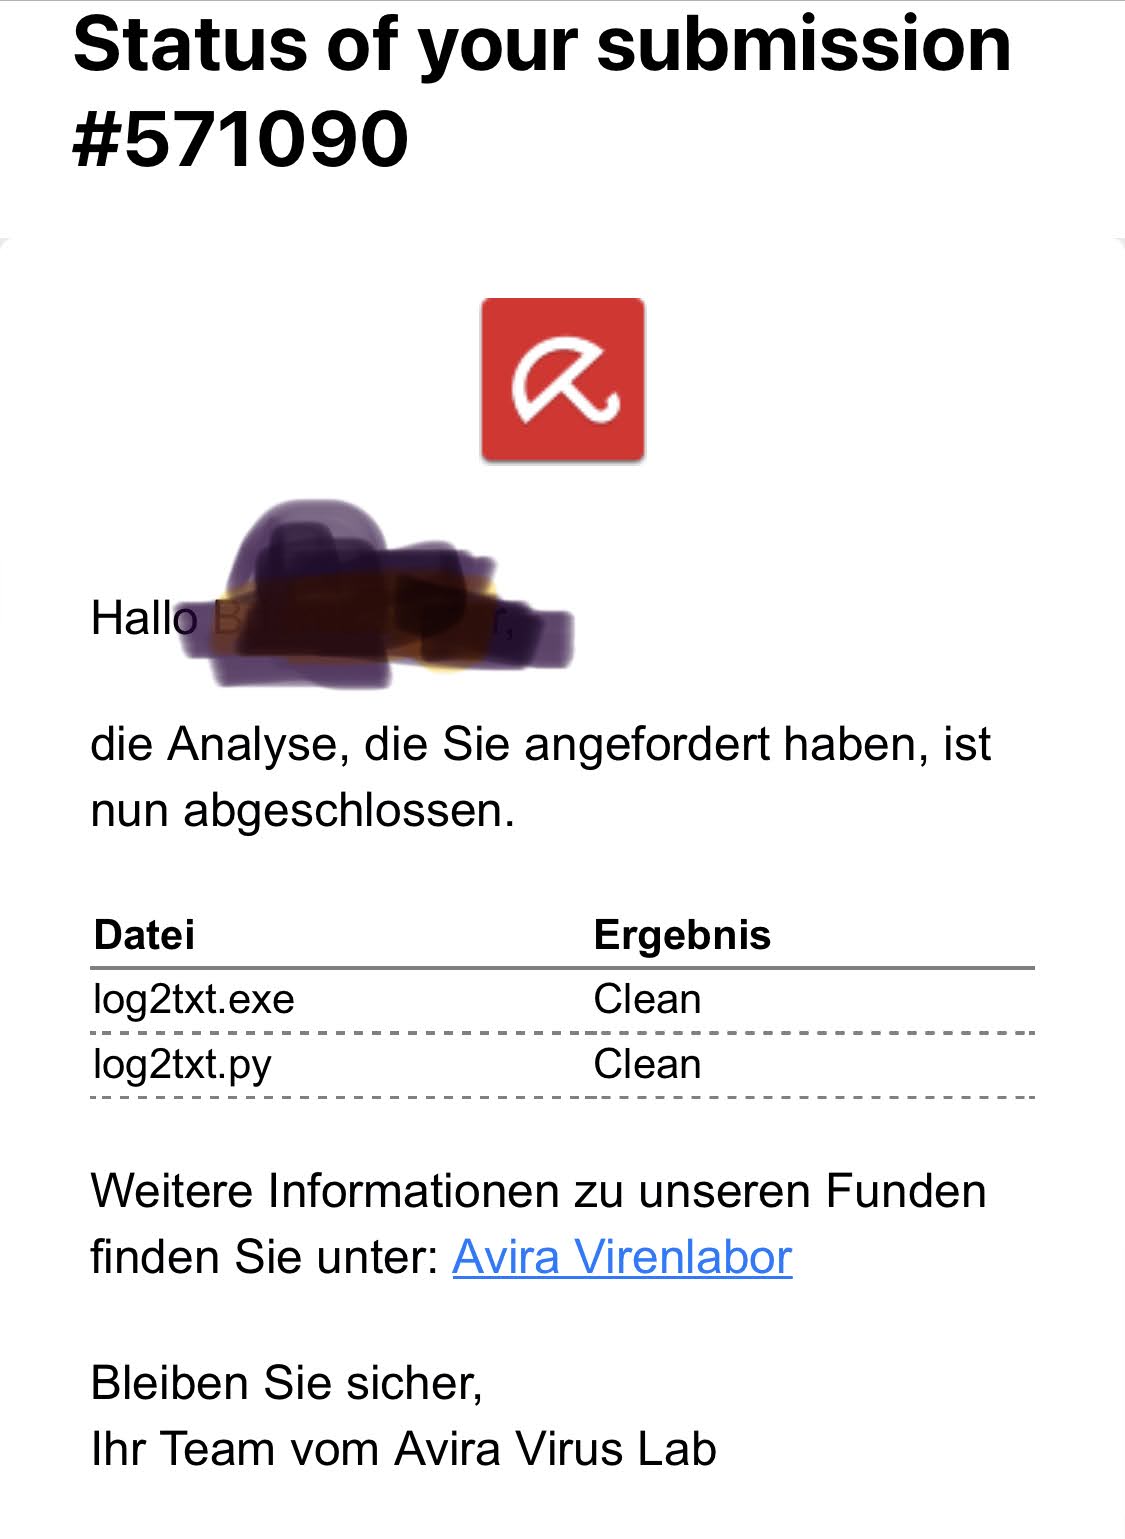 Status of your submission
#571090
Hallo
die Analyse, die Sie angefordert haben, ist
nun abgeschlossen.
Datei Ergebnis
log2txt.exe Clean
log2txt.py Clean
Weitere Informationen zu unseren Funden
finden Sie unter: Avira Virenlabor
Bleiben Sie sicher,
Ihr Team vom Avira Virus Lab